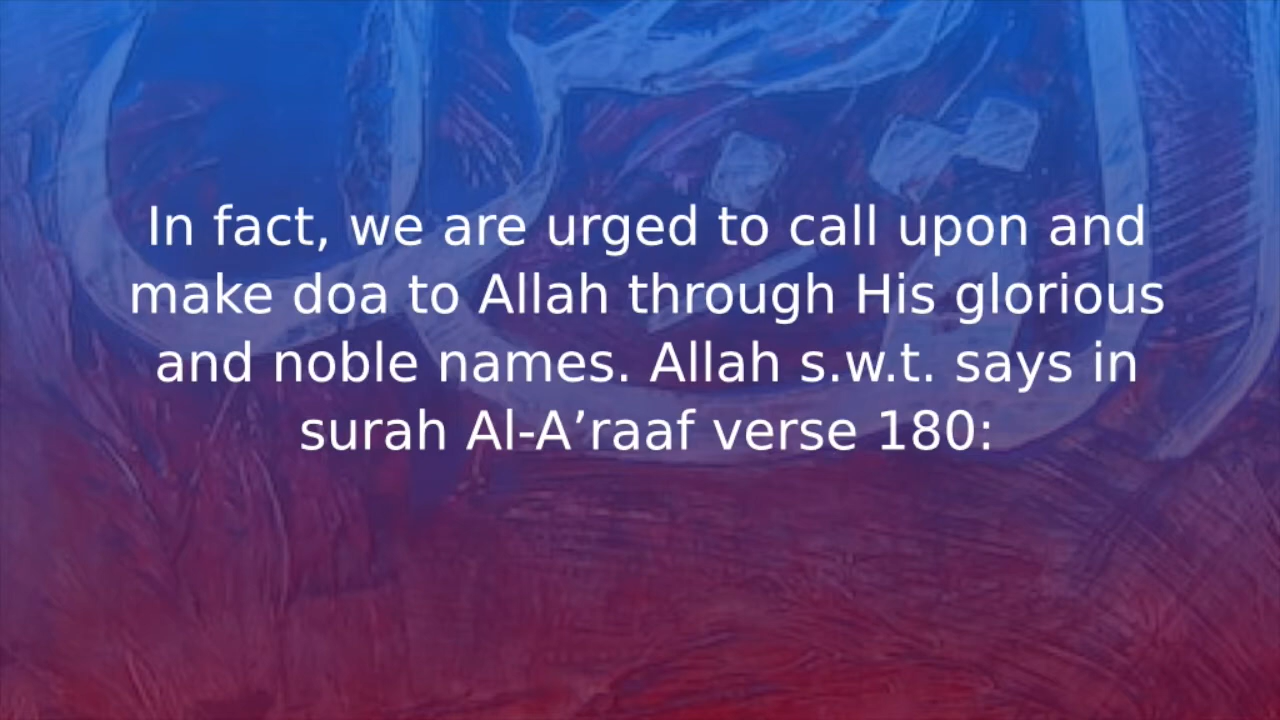 In fact, we are urged to call upon and
make doa to Allah through His glorious
and noble names. Allah s.w.t. says in
surah Al-A’raaf verse 180: